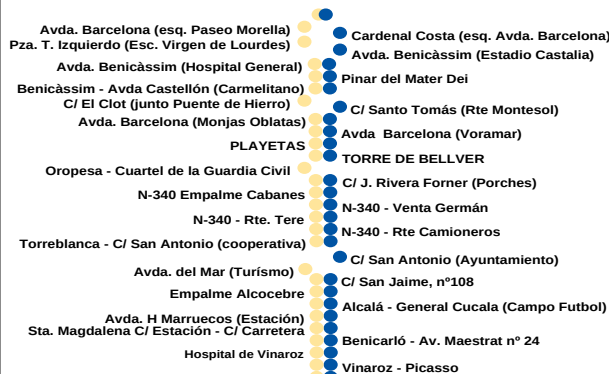 Avda. Barcelona (esq. Paseo Morella)
Cardenal Costa (esq. Avda. Barcelona)
Pza. T. Izquierdo (Esc. Virgen de Lourdes)
Avda. Benicàssim (Estadio Castalia)
Avda. Benicàssim (Hospital General)
Pinar del Mater Dei
Benicàssim - Avda Castellón (Carmelitano)
C/ El Clot (junto Puente de Hierro)
C/ Santo Tomás (Rte Montesol)
Avda. Barcelona (Monjas Oblatas)
Avda Barcelona (Voramar)
PLAYETAS
TORRE DE BELLVER
Oropesa - Cuartel de la Guardia Civil
C/ J. Rivera Forner (Porches)
N-340 Empalme Cabanes
N-340 - Venta Germán
N-340 - Rte. Tere
N-340 - Rte Camioneros
Torreblanca - C/ San Antonio (cooperativa)
C/ San Antonio (Ayuntamiento)
Avda. del Mar (Turísmo)
C/ San Jaime, nº108
Empalme Alcocebre
Alcalá - General Cucala (Campo Futbol)
Avda. H Marruecos (Estación)
Sta. Magdalena C/ Estación - C/ Carretera
Benicarló - Av. Maestrat nº 24
Hospital de Vinaroz
Vinaroz - Picasso